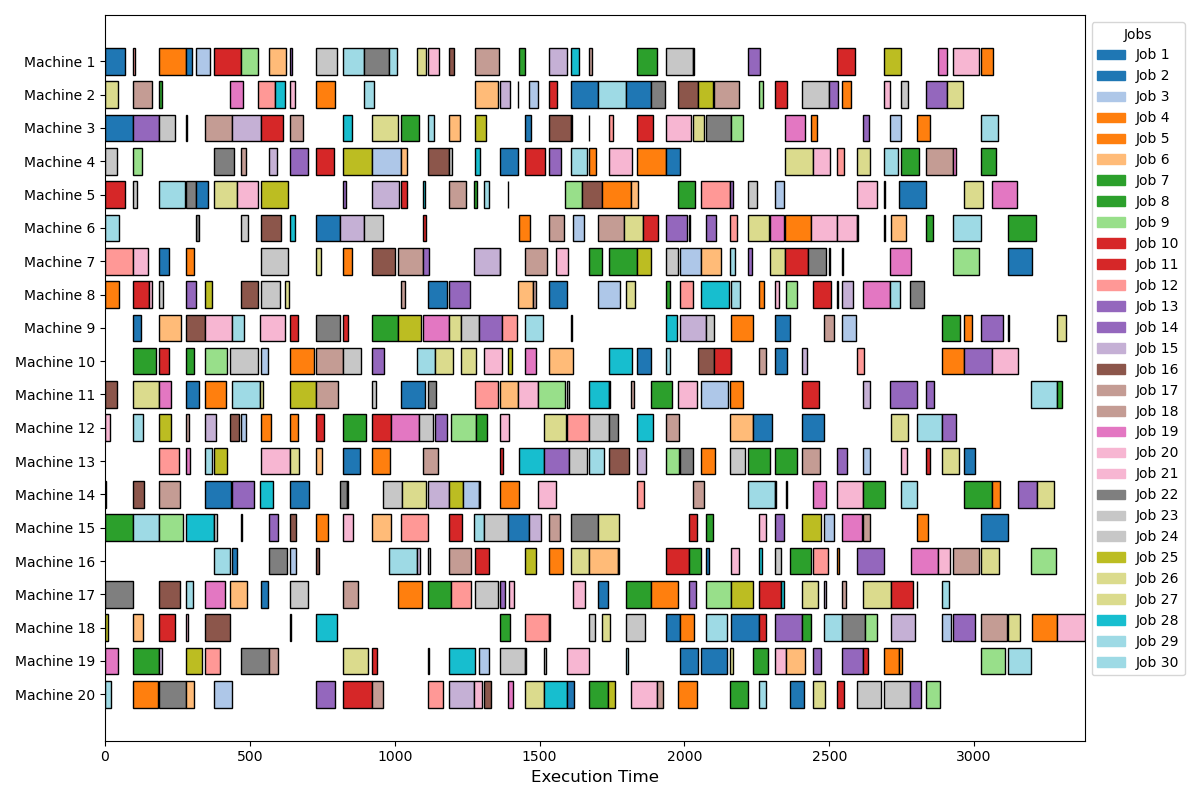 Machine 1
Machine 2
Machine 3
Machine 4
Machine 5
Machine 6
Machine 7
Machine 8
Machine 9
Machine 10
Machine 11
Machine 12
Machine 13
Machine 14
Machine 15
Machine 16
Machine 17
Machine 18
Machine 19
Machine 20
0 500 1000 1500 2000 2500 3000
Execution Time
Jobs
Job 1
Job 2
Job 3
Job 4
Job 5
Job 6
Job 7
Job 8
Job 9
Job 10
Job 11
Job 12
Job 13
Job 14
Job 15
Job 16
Job 17
Job 18
Job 19
Job 20
Job 21
Job 22
Job 23
Job 24
Job 25
Job 26
Job 27
Job 28
Job 29
Job 30